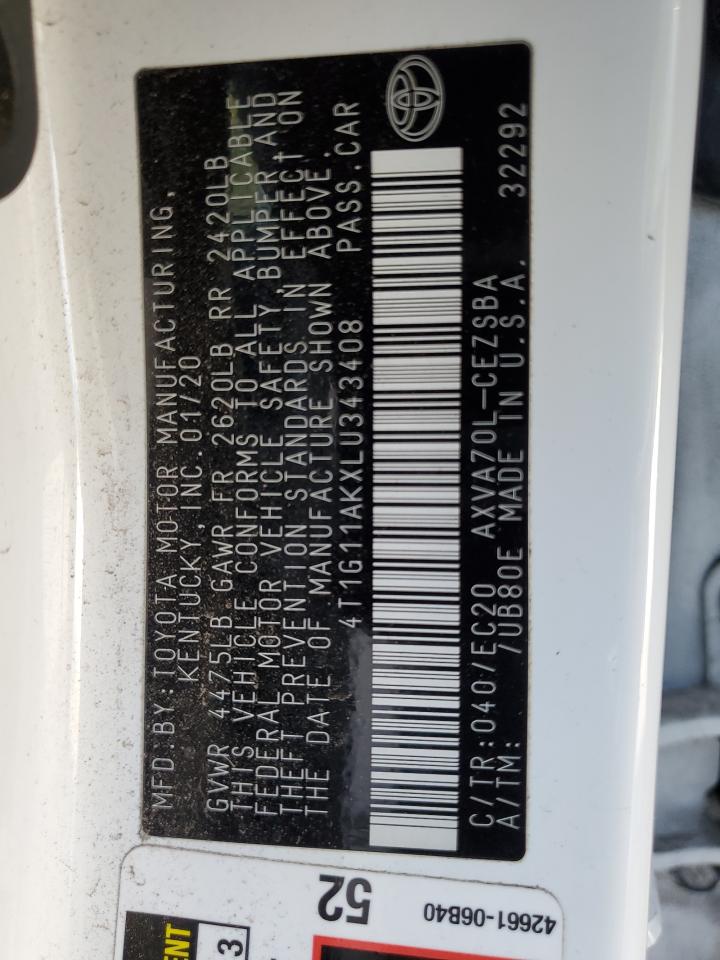 MFD.BY:TOYOTA MOTOR MANUFACTURING,
KENTUCKY, INC. 01/20
GVWR 4475LB GAWR FR 2620LB RR 2420LB
THIS VEHICLE CONFORMS TO ALL APPLICABLE
FEDERAL MOTOR VEHICLE SAFETY,BUMPER AND
THEFT PREVENTION STANDARDS IN EFFECT ON
THE DATE OF MANUFACTURE SHOWN ABOVE.
4T1G11AKXLU343408 PASS.CAR
C/TR:040/EC20 AXVA70L-CEZSBA
A/TM: /UB80E MADE IN U.S.A. 32292
52
42661-06B40
3